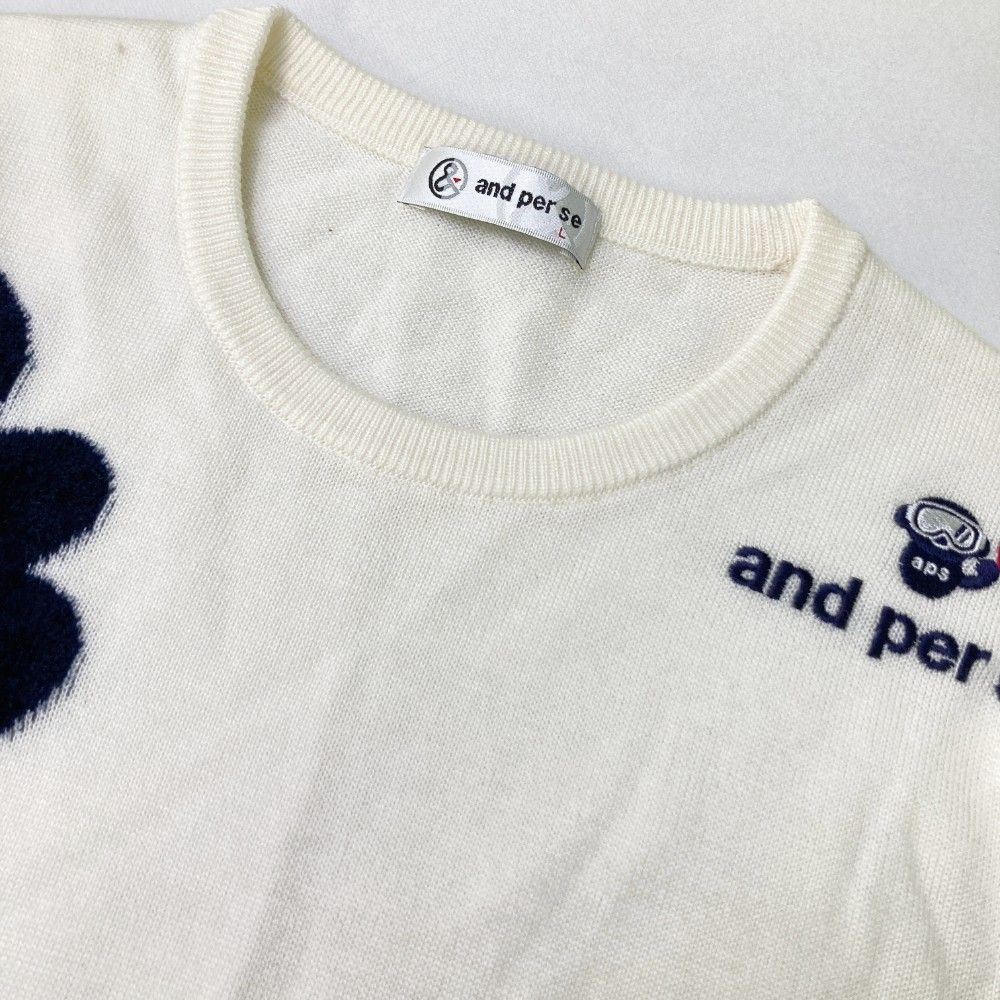 & and per se
L
aps
and per